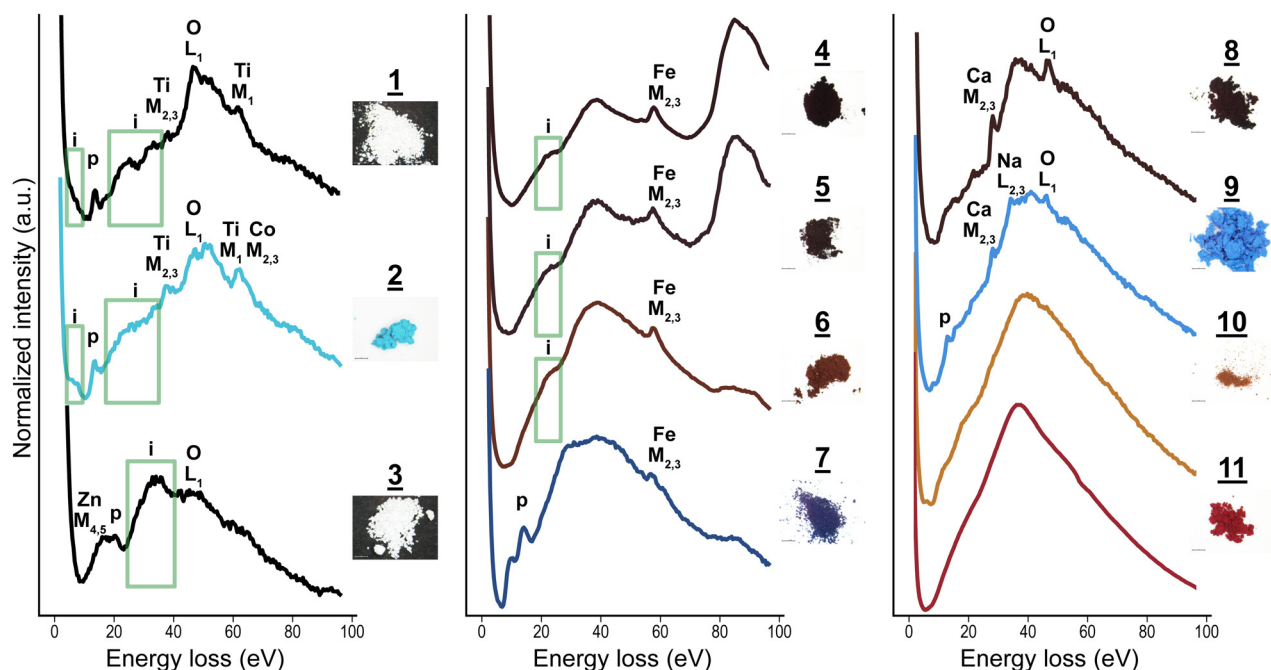 Normalized intensity (a.u.)
O
L1
Ti
M2,3
Ti
M1
i
i
p
1
O
L1
Ti
M2,3
Ti
M1
Co
M2,3
i
i
p
2
i
O
L1
Zn
M4,5
p
3
0 20 40 60 80 100
Energy loss (eV)
Fe
M2,3
i
4
Fe
M2,3
i
5
Fe
M2,3
i
6
Fe
M2,3
p
7
0 20 40 60 80 100
Energy loss (eV)
O
L1
Ca
M2,3
8
Na
L2,3
O
L1
Ca
M2,3
p
9
10
11
0 20 40 60 80 100
Energy loss (eV)